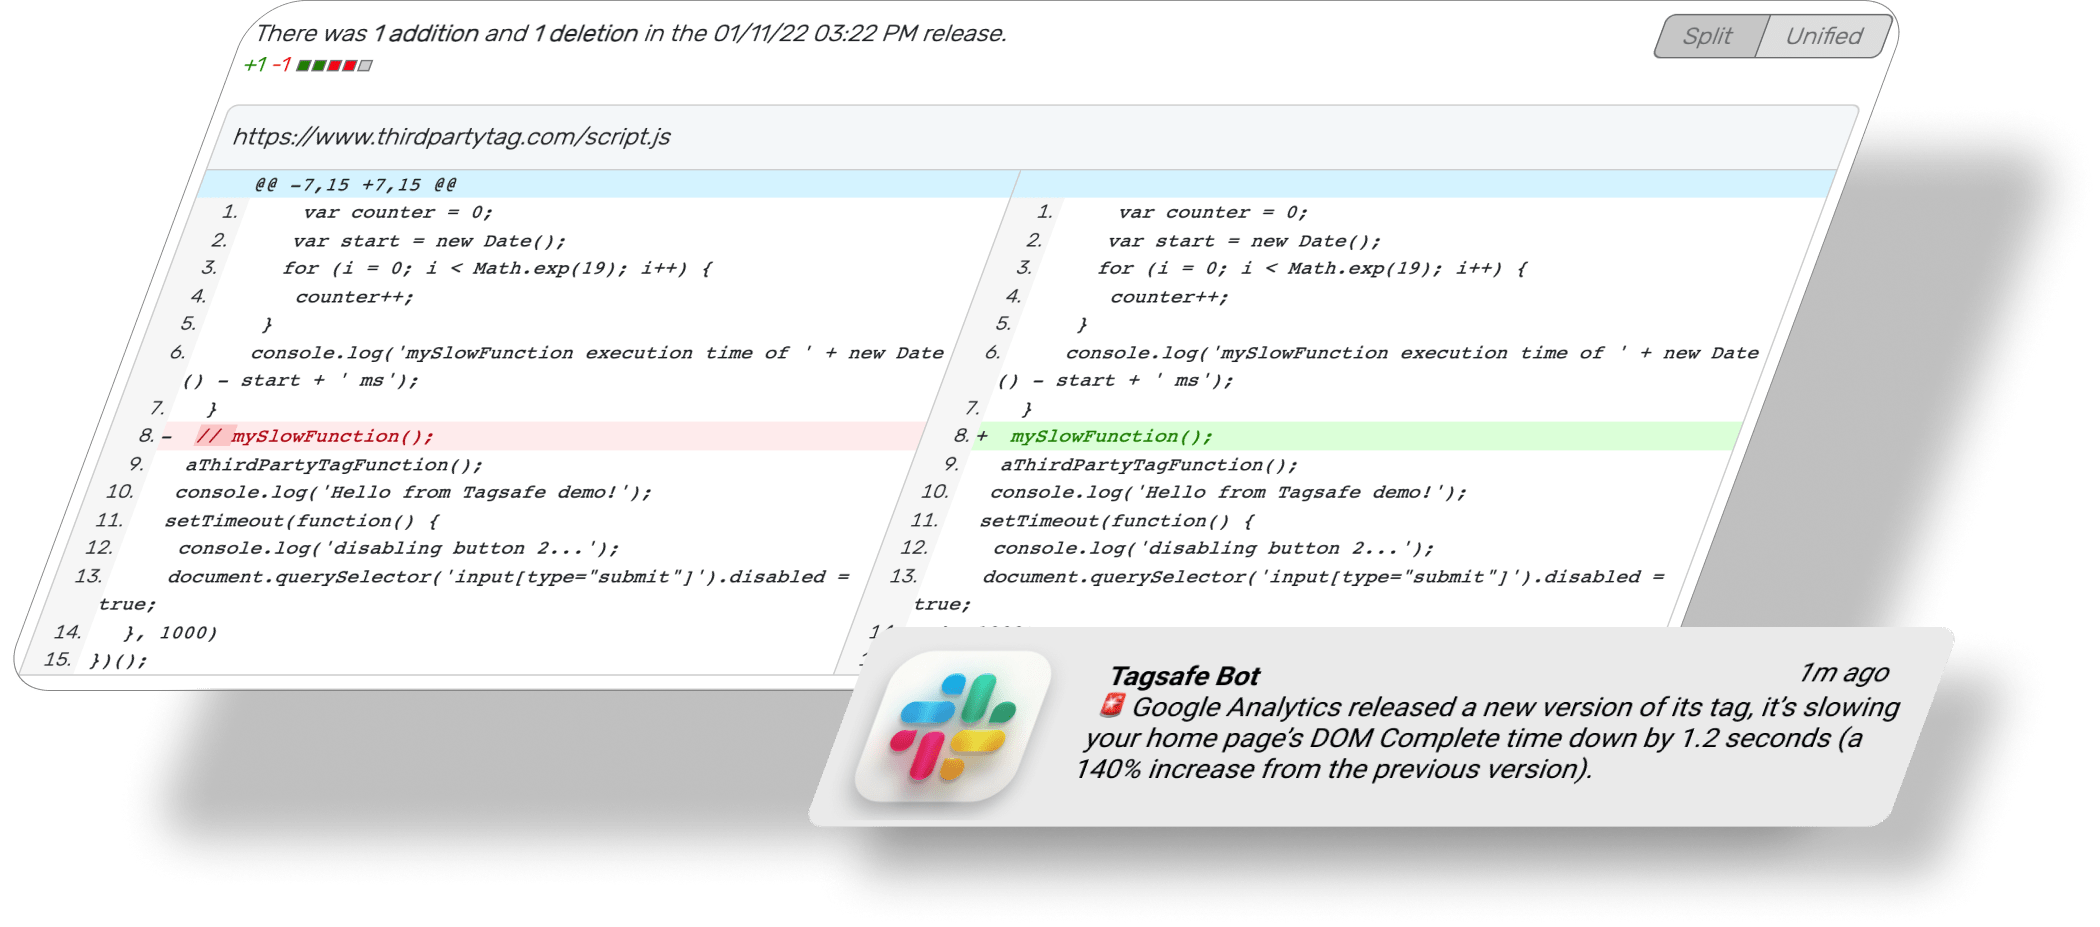 There was 1 addition and 1 deletion in the 01/11/22 03:22 PM release.
Split Unified
+1 -1
https://www.thirdpartytag.com/script.js
@@ -7,15 +7,15 @@
1. var counter = 0;
2. var start = new Date();
3. for (i = 0; i < Math.exp(19); i++) {
4. counter++;
5. }
6. console.log('mySlowFunction execution time of ' + new Date
() - start + ' ms');
7. }
8. - // mySlowFunction();
9. aThirdPartyTagFunction();
10. console.log('Hello from Tagsafe demo!');
11. setTimeout(function() {
12. console.log('disabling button 2...');
13. document.querySelector('input[type="submit"]').disabled =
true;
14. }, 1000)
15. })();
1. var counter = 0;
2. var start = new Date();
3. for (i = 0; i < Math.exp(19); i++) {
4. counter++;
5. }
6. console.log('mySlowFunction execution time of ' + new Date
() - start + ' ms');
7. }
8. + mySlowFunction();
9. aThirdPartyTagFunction();
10. console.log('Hello from Tagsafe demo!');
11. setTimeout(function() {
12. console.log('disabling button 2...');
13. document.querySelector('input[type="submit"]').disabled =
true;
Tagsafe Bot
1m ago
🚨 Google Analytics released a new version of its tag, it's slowing
your home page's DOM Complete time down by 1.2 seconds (a
140% increase from the previous version).